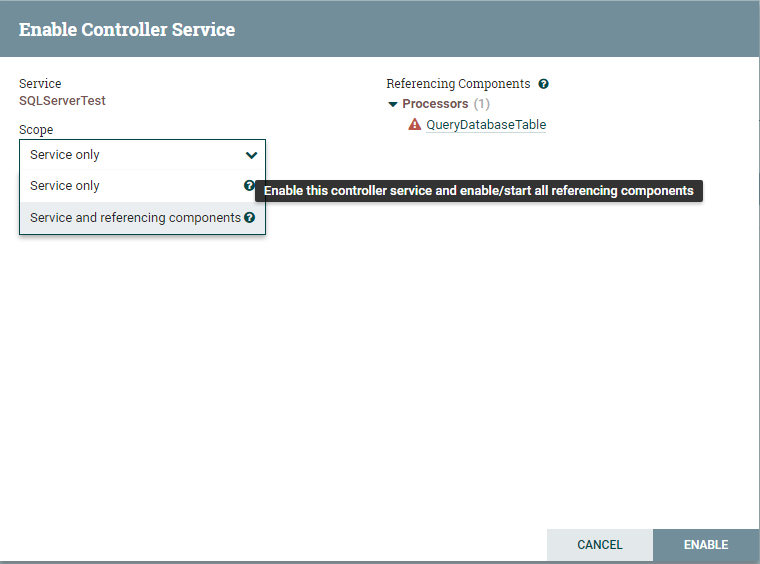 Enable Controller Service
Service
SQLServerTest
Scope
Service only
Service only
Service and referencing components
Enable this controller service and enable/start all referencing components
Referencing Components
Processors (1)
QueryDatabaseTable
CANCEL
ENABLE